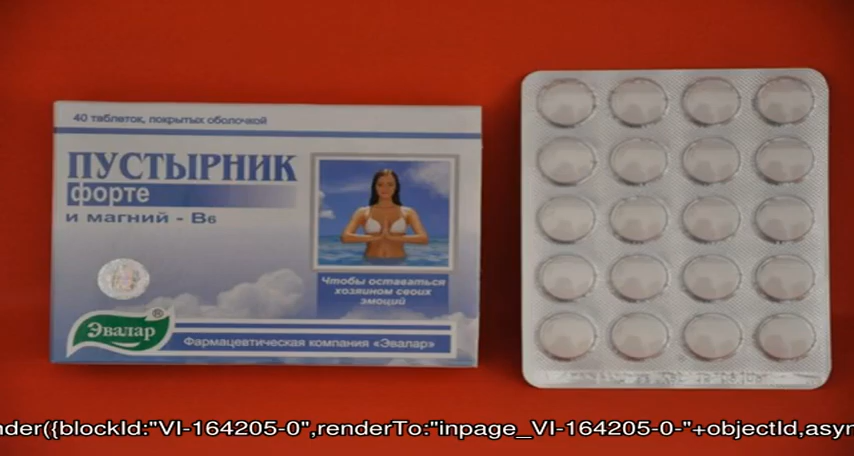 40 таблеток, покрытых оболочкой
ПУСТЫРНИК
форте
и магний - В6
Чтобы оставаться
хозяином своих
эмоций
Эвалар®
Фармацевтическая компания «Эвалар»
nder({blockId:"VI-164205-0",renderTo:"inpage_VI-164205-0-"+objectId,asyn